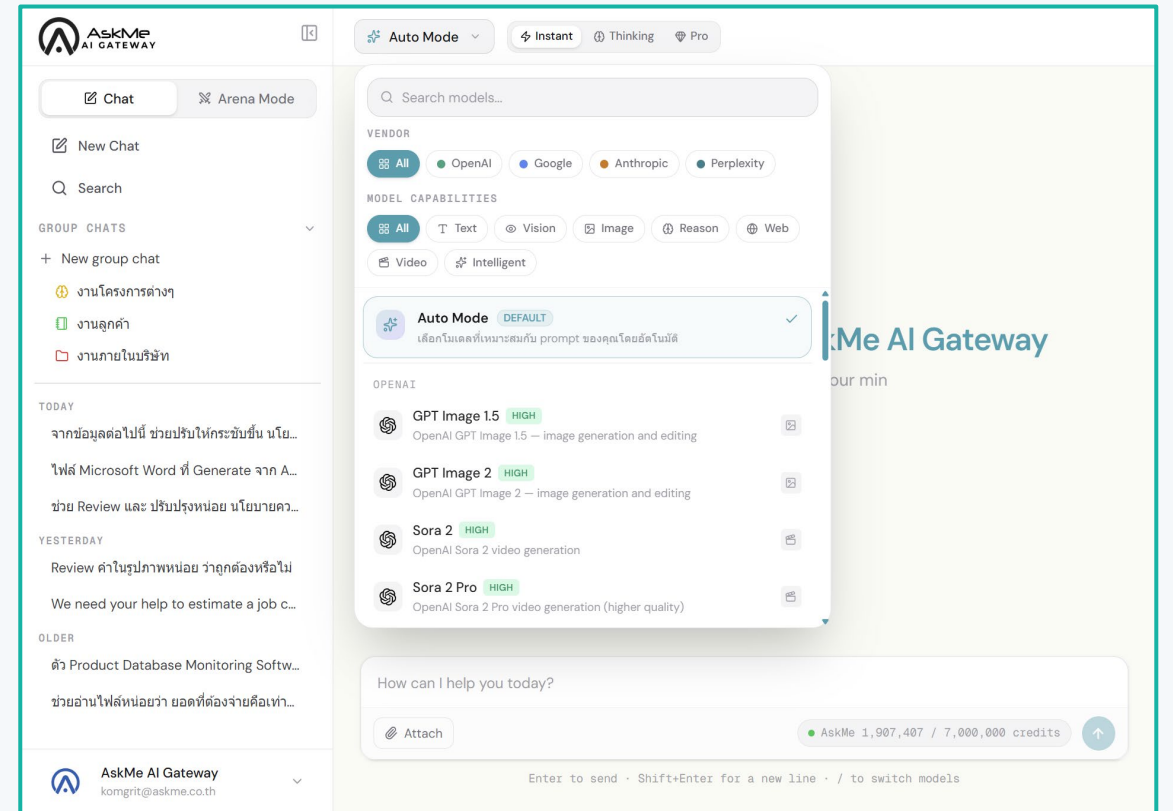 AskMe
AI GATEWAY
Chat
Arena Mode
New Chat
Search
GROUP CHATS
New group chat
งานโครงการต่างๆ
งานลูกค้า
งานภายในบริษัท
TODAY
จากข้อมูลต่อไปนี้ ช่วยปรับให้กระชับขึ้น นโย...
ไฟล์ Microsoft Word ที่ Generate จาก A...
ช่วย Review และ ปรับปรุงหน่อย นโยบายคว...
YESTERDAY
Review คำในรูปภาพหน่อย ว่าถูกต้องหรือไม่
We need your help to estimate a job c...
OLDER
ตัว Product Database Monitoring Softw...
ช่วยอ่านไฟล์หน่อยว่า ยอดที่ต้องจ่ายคือเท่า...
AskMe AI Gateway
komgrit@askme.co.th
Auto Mode
Instant
Thinking
Pro
Search models...
VENDOR
All
OpenAI
Google
Anthropic
Perplexity
MODEL CAPABILITIES
All
Text
Vision
Image
Reason
Web
Video
Intelligent
Auto Mode DEFAULT
เลือกโมเดลที่เหมาะสมกับ prompt ของคุณโดยอัตโนมัติ
OPENAI
GPT Image 1.5 HIGH
OpenAI GPT Image 1.5 — image generation and editing
GPT Image 2 HIGH
OpenAI GPT Image 2 — image generation and editing
Sora 2 HIGH
OpenAI Sora 2 video generation
Sora 2 Pro HIGH
OpenAI Sora 2 Pro video generation (higher quality)
kMe AI Gateway
our min
How can I help you today?
Attach
AskMe 1,907,407 / 7,000,000 credits
Enter to send · Shift+Enter for a new line · / to switch models